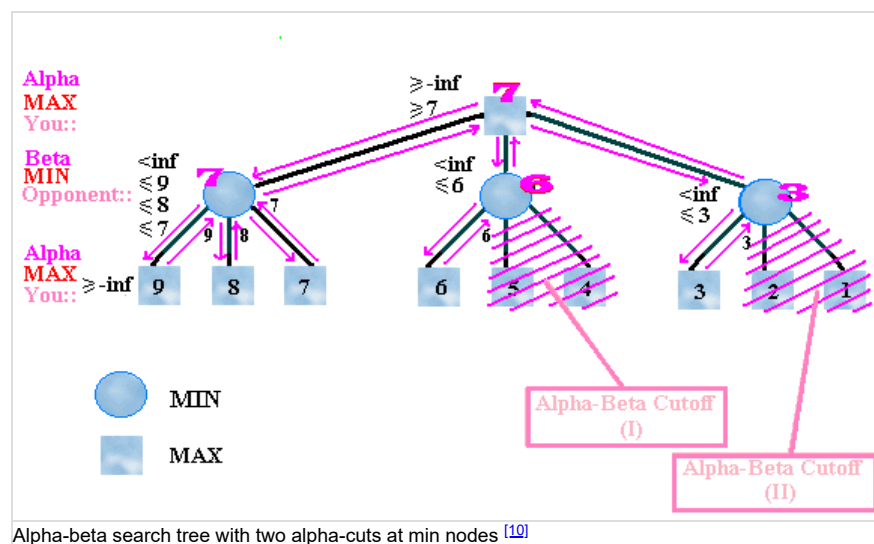 Alpha
MAX
You::
⩾-inf
⩾7
7
Beta
MIN
Opponent::
<inf
⩽9
⩽8
⩽7
7
9
8
7
<inf
⩽6
6
6
<inf
⩽3
3
3
Alpha
MAX
You::
⩾-inf
9
8
7
6
5
4
3
2
1
MIN
MAX
Alpha-Beta Cutoff
(I)
Alpha-Beta Cutoff
(II)
Alpha-beta search tree with two alpha-cuts at min nodes [10]